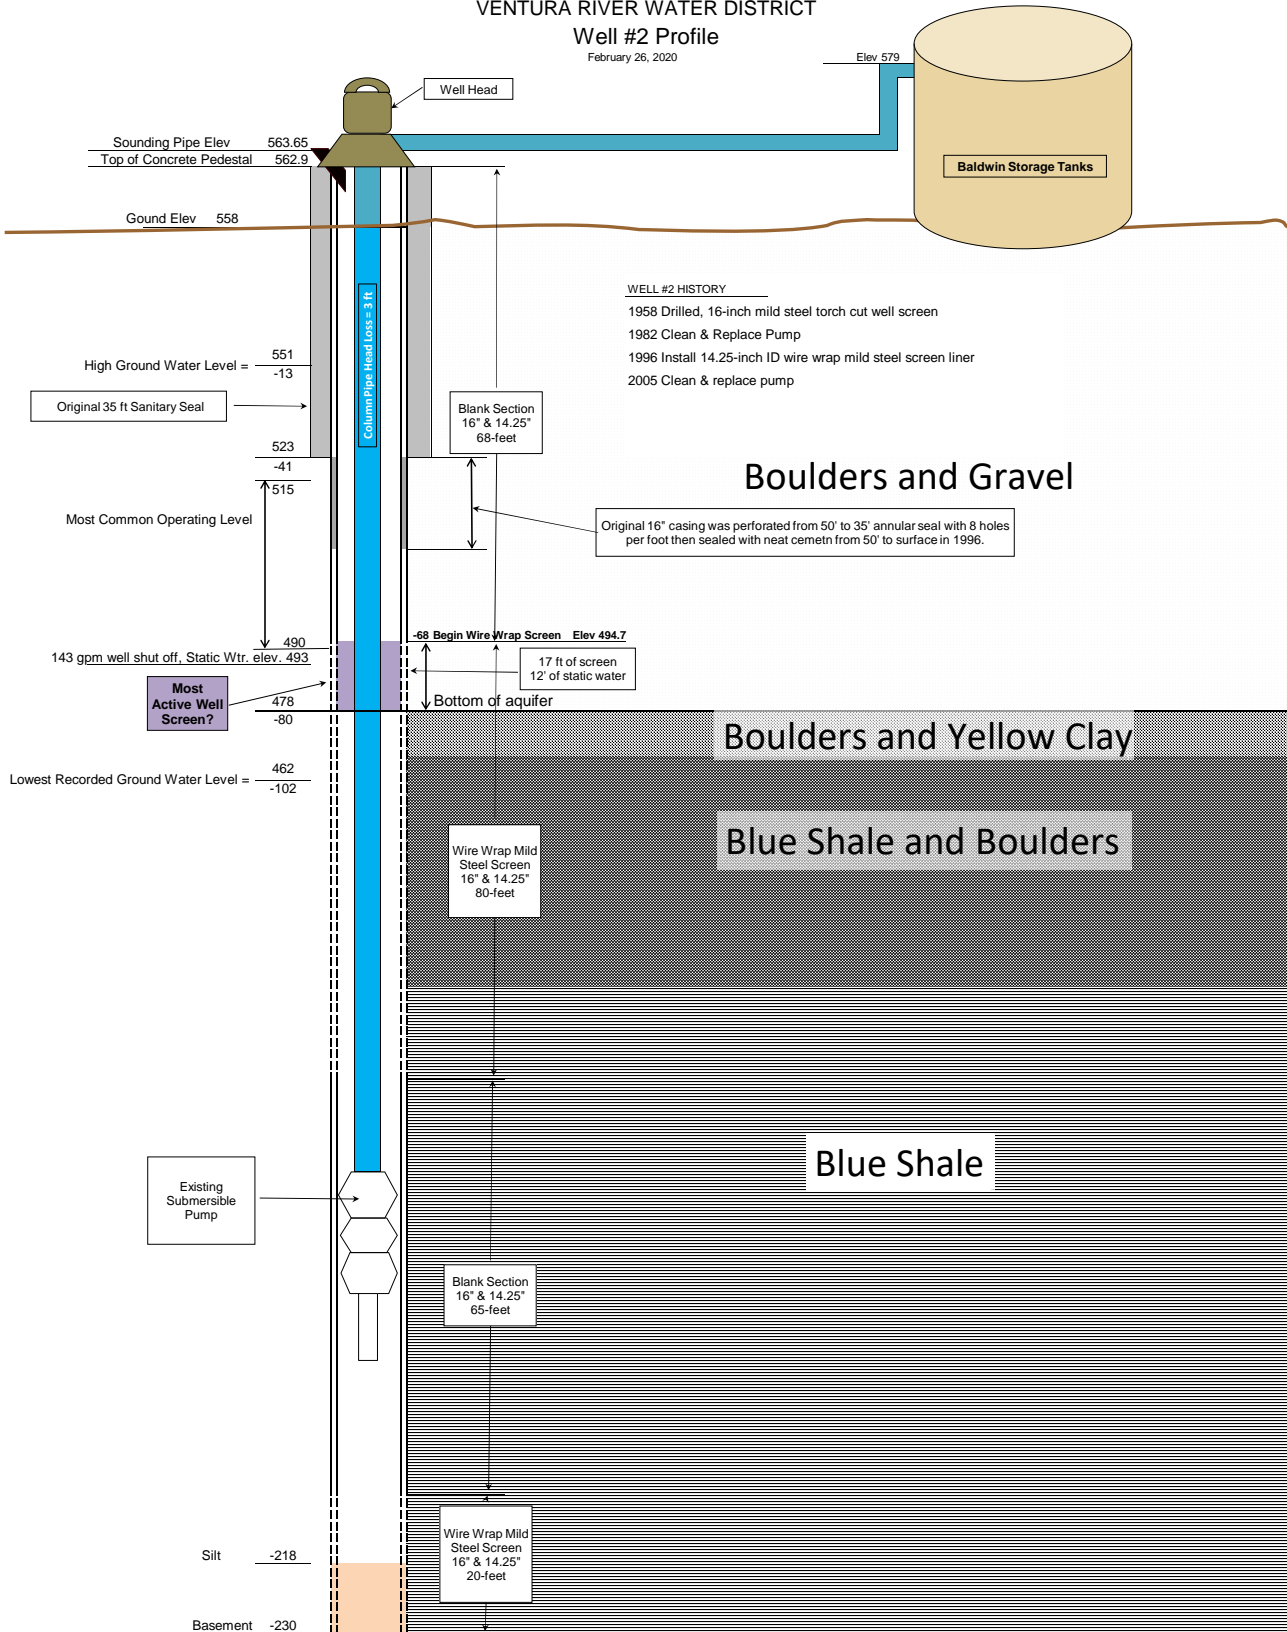 VENTURA RIVER WATER DISTRICT
Well #2 Profile
February 26, 2020
Elev 579
Well Head
Sounding Pipe Elev 563.65
Top of Concrete Pedestal 562.9
Baldwin Storage Tanks
Gound Elev 558
WELL #2 HISTORY
1958 Drilled, 16-inch mild steel torch cut well screen
1982 Clean & Replace Pump
1996 Install 14.25-inch ID wire wrap mild steel screen liner
2005 Clean & replace pump
Column Pipe Head Loss = 3 ft
High Ground Water Level = 551
-13
Original 35 ft Sanitary Seal
Blank Section
16" & 14.25"
68-feet
523
-41
515
Boulders and Gravel
Most Common Operating Level
Original 16" casing was perforated from 50' to 35' annular seal with 8 holes
per foot then sealed with neat cemetn from 50' to surface in 1996.
490
-68 Begin Wire Wrap Screen Elev 494.7
143 gpm well shut off, Static Wtr. elev. 493
17 ft of screen
12' of static water
Most
Active Well
Screen?
478
-80
Bottom of aquifer
Boulders and Yellow Clay
Lowest Recorded Ground Water Level = 462
-102
Blue Shale and Boulders
Wire Wrap Mild
Steel Screen
16" & 14.25"
80-feet
Blue Shale
Existing
Submersible
Pump
Blank Section
16" & 14.25"
65-feet
Wire Wrap Mild
Steel Screen
16" & 14.25"
20-feet
Silt -218
Basement -230